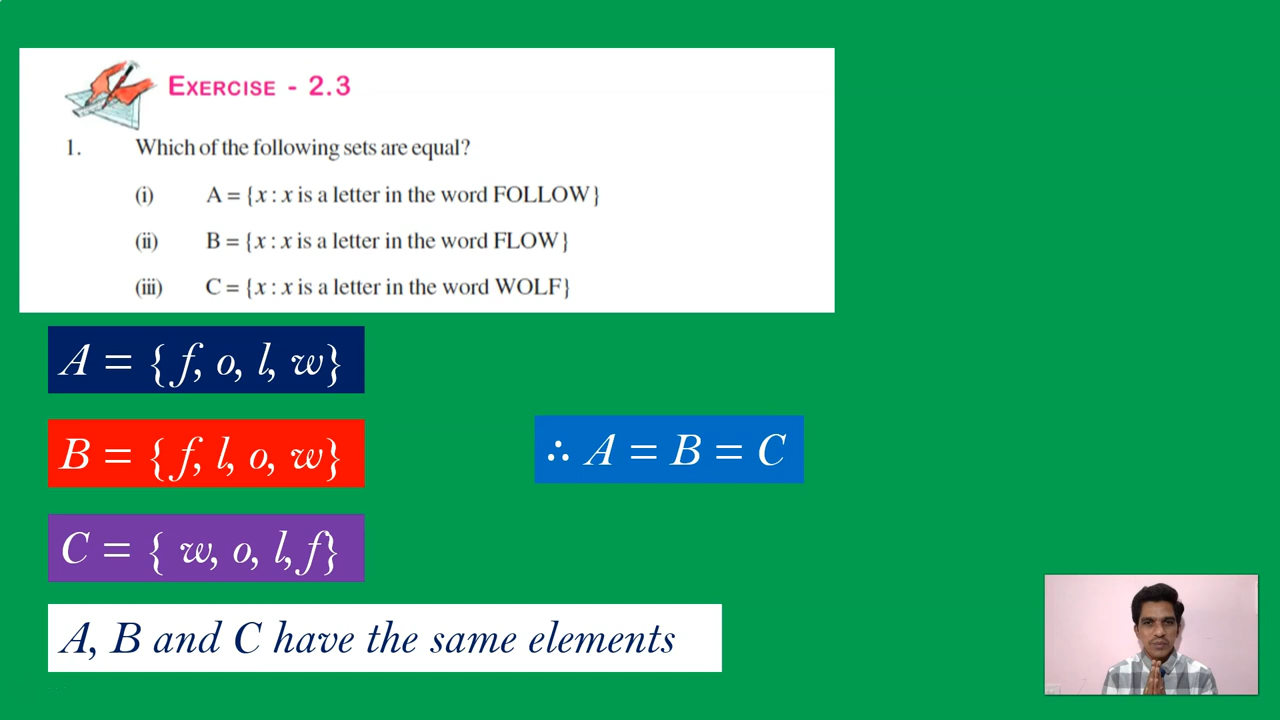 EXERCISE - 2.3
1. Which of the following sets are equal?
(i) A = {x : x is a letter in the word FOLLOW}
(ii) B = {x : x is a letter in the word FLOW}
(iii) C = {x : x is a letter in the word WOLF}
A = { f, o, l, w}
B = { f, l, o, w}
∴ A = B = C
C = { w, o, l, f}
A, B and C have the same elements